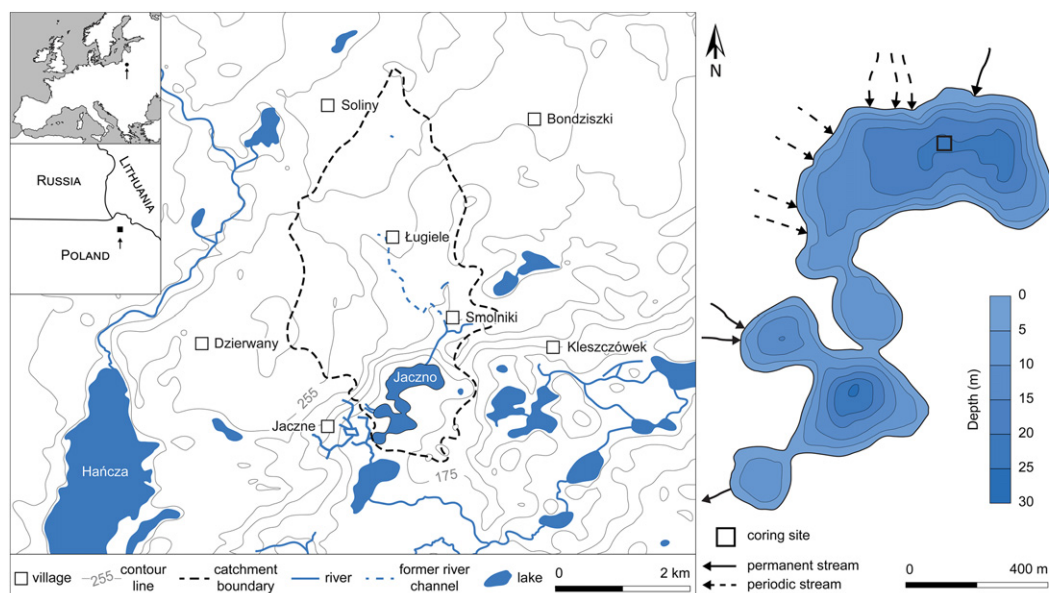 RUSSIA
LITHUANIA
POLAND
Soliny
Bondziszki
Ługiele
Smolniki
Dzierwany
Kleszczówek
Jaczno
255
Jaczne
175
Hańcza
village
255
contour
line
catchment
boundary
river
former river
channel
lake
0
2 km
N
0
5
10
15
20
25
30
Depth (m)
coring site
permanent stream
periodic stream
0
400 m